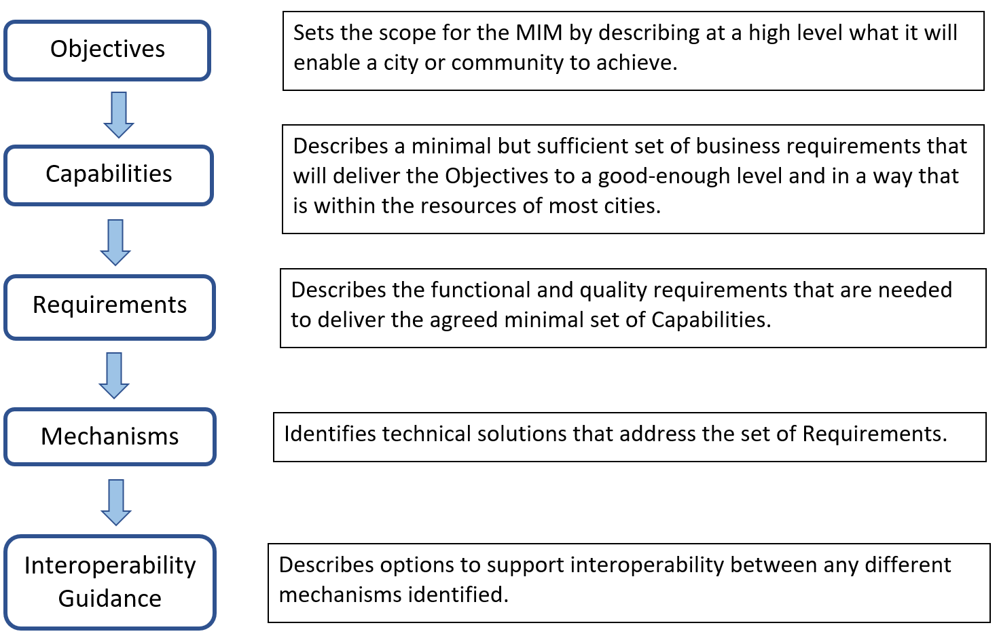 Objectives
Sets the scope for the MIM by describing at a high level what it will
enable a city or community to achieve.
Capabilities
Describes a minimal but sufficient set of business requirements that
will deliver the Objectives to a good-enough level and in a way that
is within the resources of most cities.
Requirements
Describes the functional and quality requirements that are needed
to deliver the agreed minimal set of Capabilities.
Mechanisms
Identifies technical solutions that address the set of Requirements.
Interoperability
Guidance
Describes options to support interoperability between any different
mechanisms identified.